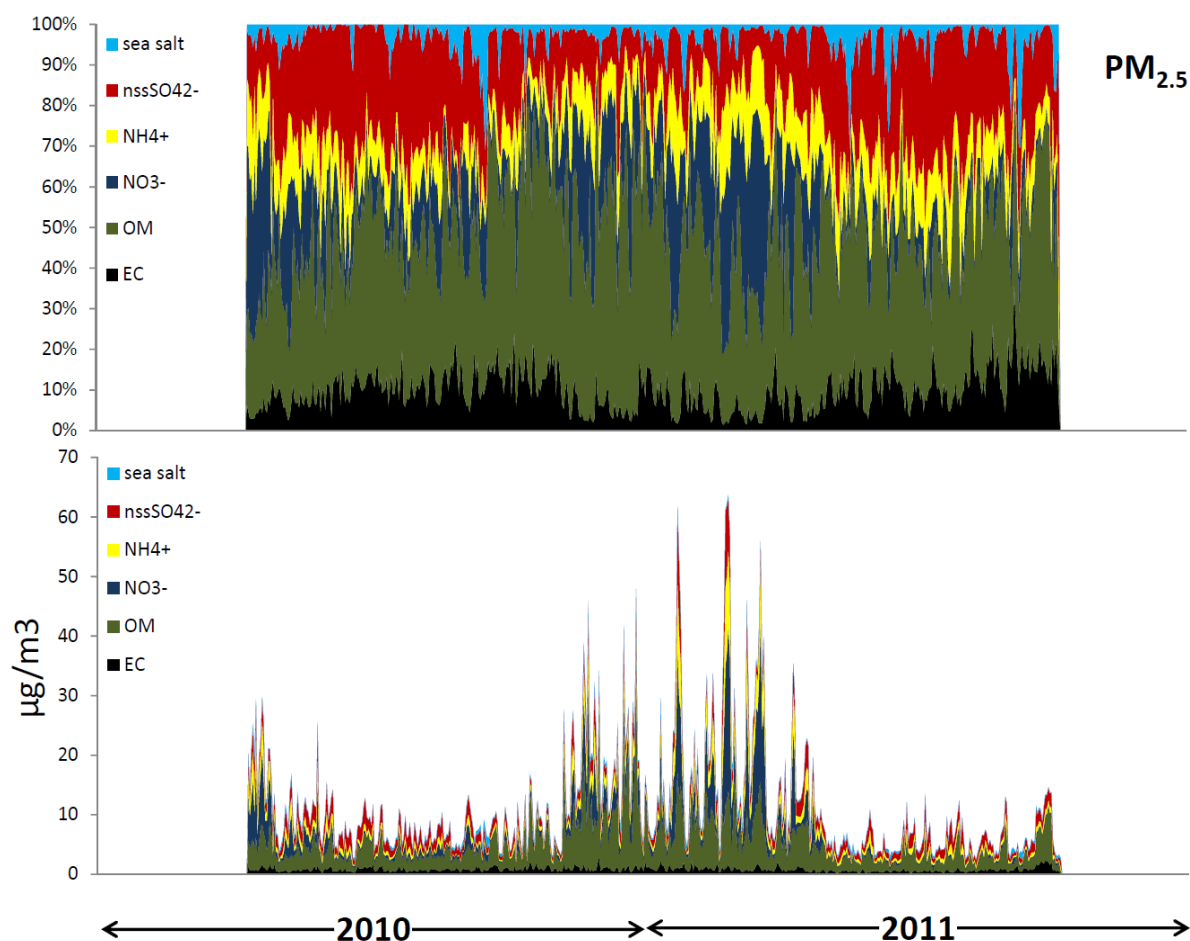 100%
90%
80%
70%
60%
50%
40%
30%
20%
10%
0%
sea salt
nssSO42-
NH4+
NO3-
OM
EC
PM2.5
70
60
50
40
30
20
10
0
µg/m3
sea salt
nssSO42-
NH4+
NO3-
OM
EC
2010
2011